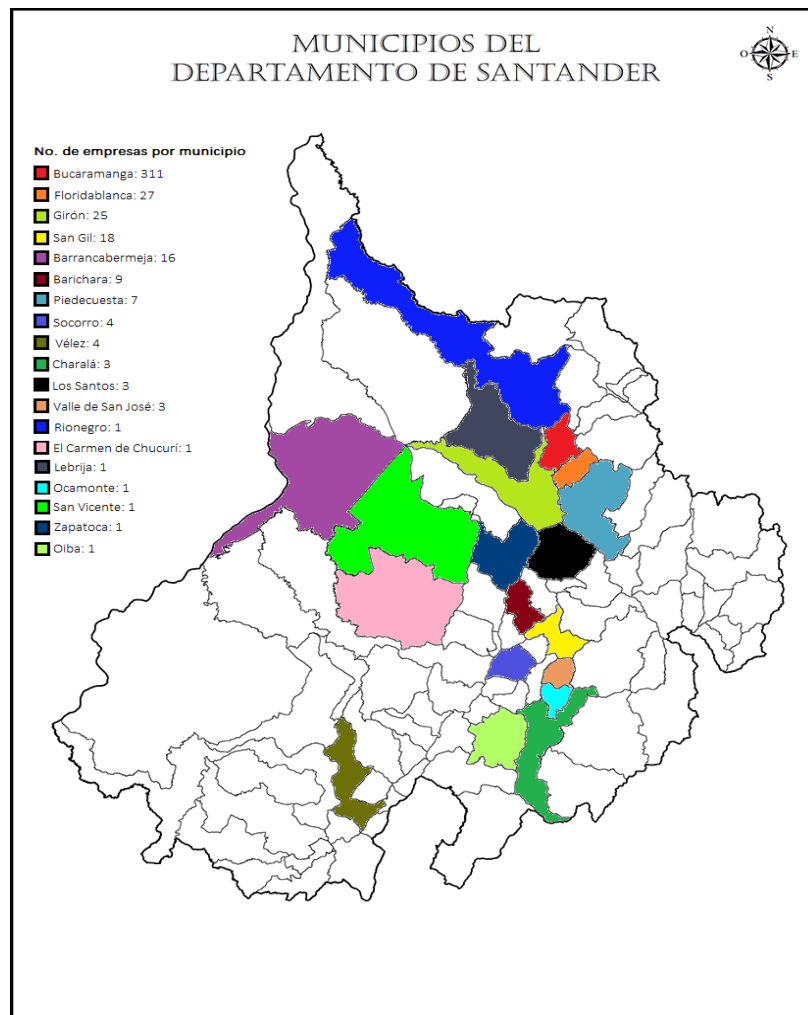 MUNICIPIOS DEL
DEPARTAMENTO DE SANTANDER
N
O E
S
No. de empresas por municipio
Bucaramanga: 311
Floridablanca: 27
Girón: 25
San Gil: 18
Barrancabermeja: 16
Barichara: 9
Piedecuesta: 7
Socorro: 4
Vélez: 4
Charalá: 3
Los Santos: 3
Valle de San José: 3
Rionegro: 1
El Carmen de Chucurí: 1
Lebrija: 1
Ocamonte: 1
San Vicente: 1
Zapatoca: 1
Oiba: 1